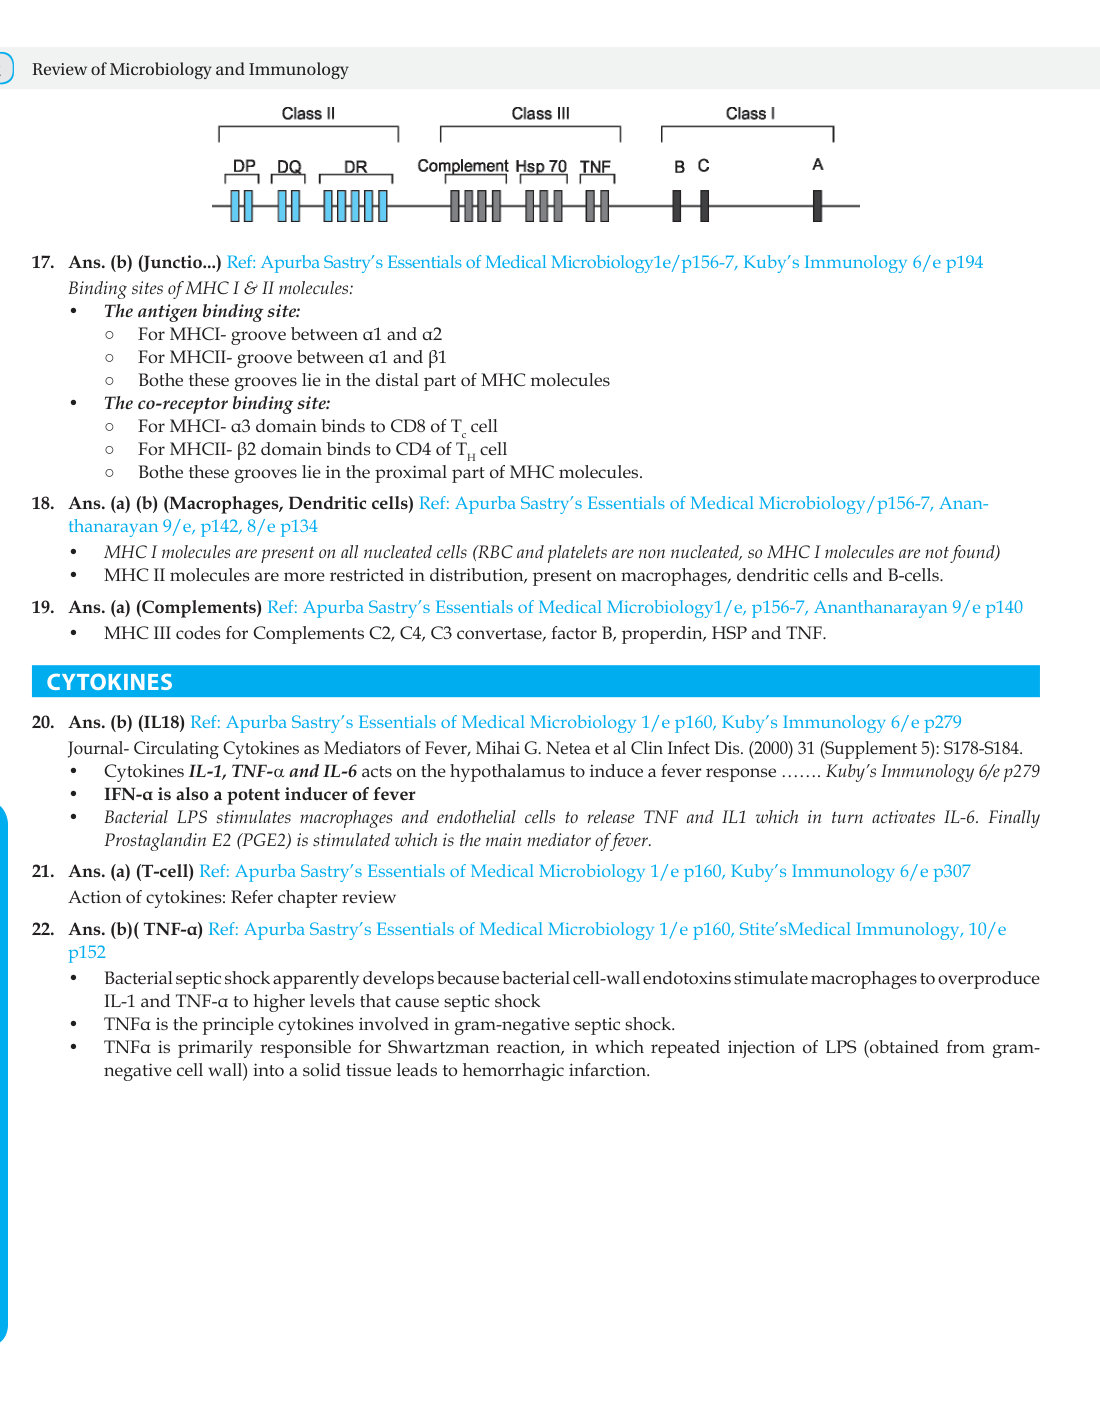 Review of Microbiology and Immunology
Class II Class III Class I
DP DQ DR Complement Hsp 70 TNF B C A
17. Ans. (b) (Junctio...) Ref: Apurba Sastry’s Essentials of Medical Microbiology1e/p156-7, Kuby’s Immunology 6/e p194
Binding sites of MHC I & II molecules:
• The antigen binding site:
○ For MHCI- groove between α1 and α2
○ For MHCII- groove between α1 and β1
○ Bothe these grooves lie in the distal part of MHC molecules
• The co-receptor binding site:
○ For MHCI- α3 domain binds to CD8 of Tc cell
○ For MHCII- β2 domain binds to CD4 of TH cell
○ Bothe these grooves lie in the proximal part of MHC molecules.
18. Ans. (a) (b) (Macrophages, Dendritic cells) Ref: Apurba Sastry’s Essentials of Medical Microbiology/p156-7, Anan-
thanarayan 9/e, p142, 8/e p134
• MHC I molecules are present on all nucleated cells (RBC and platelets are non nucleated, so MHC I molecules are not found)
• MHC II molecules are more restricted in distribution, present on macrophages, dendritic cells and B-cells.
19. Ans. (a) (Complements) Ref: Apurba Sastry’s Essentials of Medical Microbiology1/e, p156-7, Ananthanarayan 9/e p140
• MHC III codes for Complements C2, C4, C3 convertase, factor B, properdin, HSP and TNF.
CYTOKINES
20. Ans. (b) (IL18) Ref: Apurba Sastry’s Essentials of Medical Microbiology 1/e p160, Kuby’s Immunology 6/e p279
Journal- Circulating Cytokines as Mediators of Fever, Mihai G. Netea et al Clin Infect Dis. (2000) 31 (Supplement 5): S178-S184.
• Cytokines IL-1, TNF-α and IL-6 acts on the hypothalamus to induce a fever response ……. Kuby’s Immunology 6/e p279
• IFN-α is also a potent inducer of fever
• Bacterial LPS stimulates macrophages and endothelial cells to release TNF and IL1 which in turn activates IL-6. Finally
Prostaglandin E2 (PGE2) is stimulated which is the main mediator of fever.
21. Ans. (a) (T-cell) Ref: Apurba Sastry’s Essentials of Medical Microbiology 1/e p160, Kuby’s Immunology 6/e p307
Action of cytokines: Refer chapter review
22. Ans. (b)( TNF-α) Ref: Apurba Sastry’s Essentials of Medical Microbiology 1/e p160, Stite’sMedical Immunology, 10/e
p152
• Bacterial septic shock apparently develops because bacterial cell-wall endotoxins stimulate macrophages to overproduce
IL-1 and TNF-α to higher levels that cause septic shock
• TNFα is the principle cytokines involved in gram-negative septic shock.
• TNFα is primarily responsible for Shwartzman reaction, in which repeated injection of LPS (obtained from gram-
negative cell wall) into a solid tissue leads to hemorrhagic infarction.